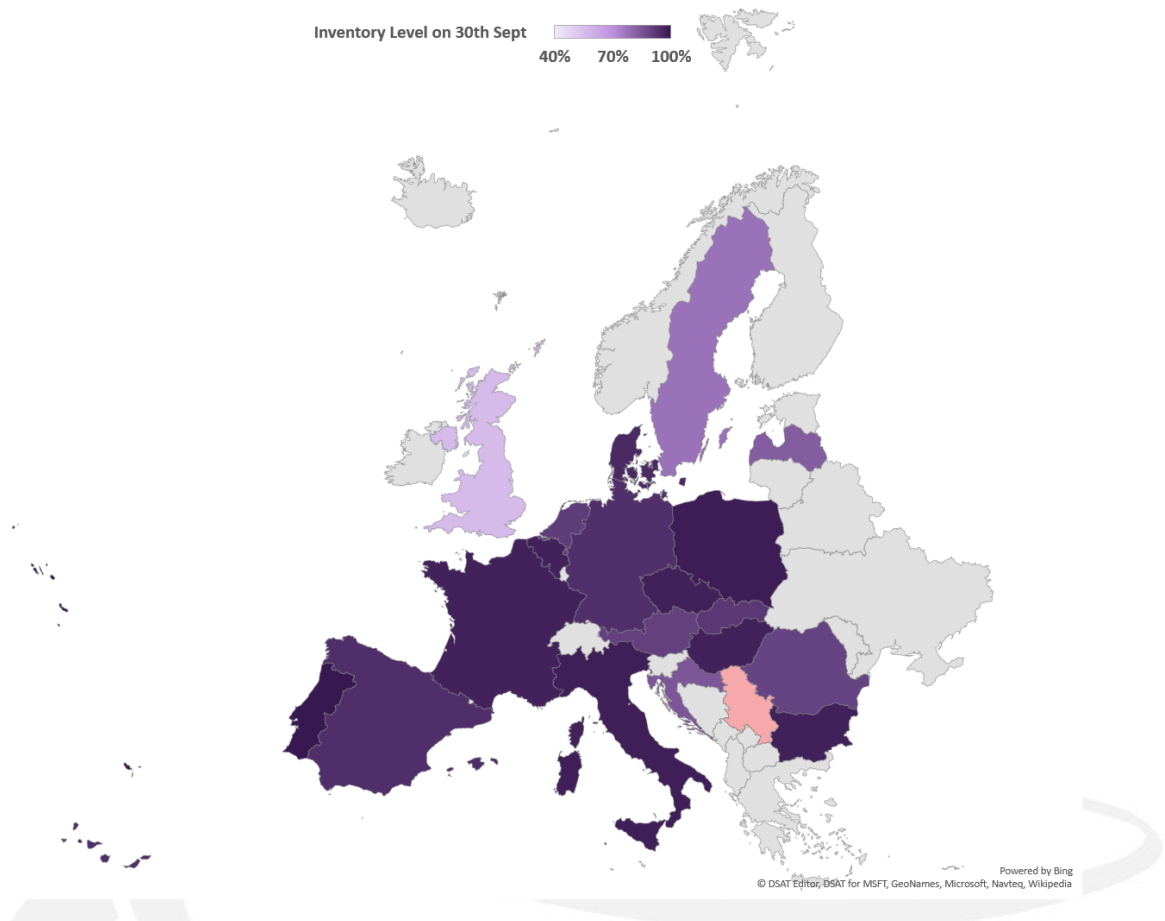 Inventory Level on 30th Sept
40% 70% 100%
Powered by Bing
© DSAT Editor, DSAT for MSFT, GeoNames, Microsoft, Navteq, Wikipedia